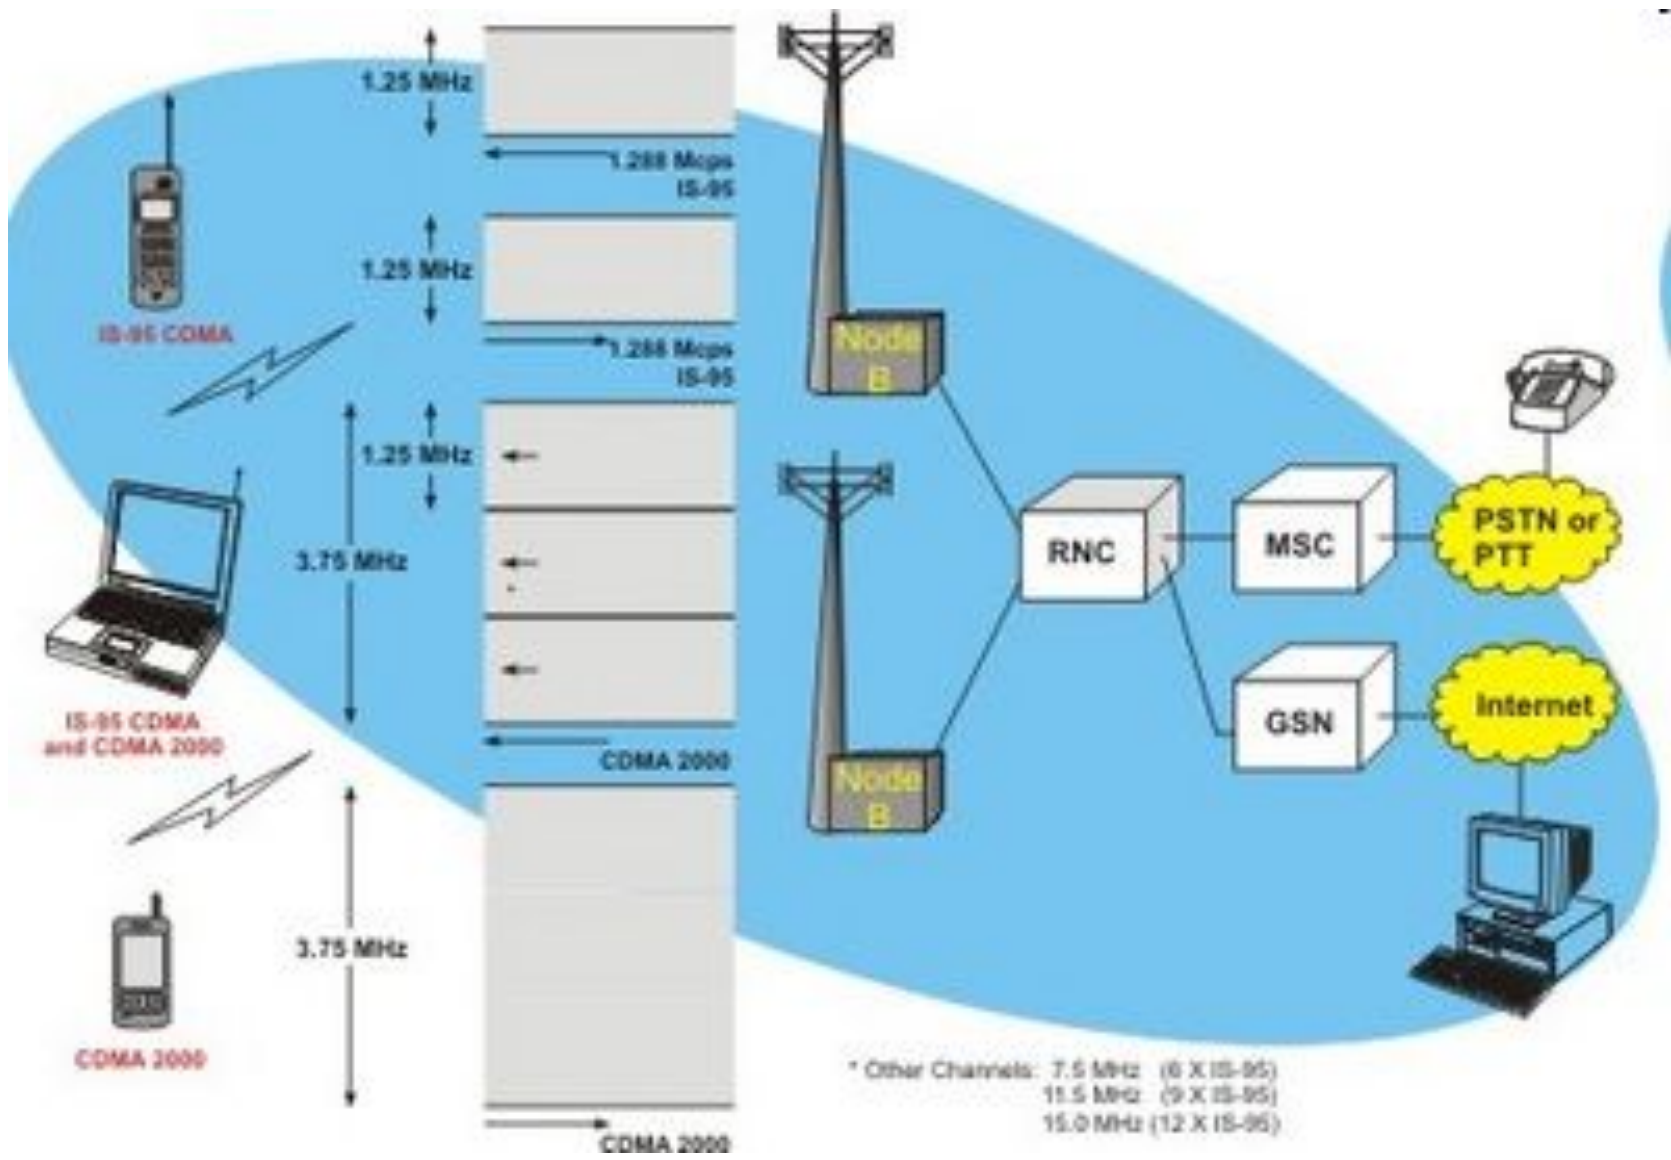 1.25 MHz
1.288 Mcps
IS-95
1.25 MHz
IS-95 CDMA
1.288 Mcps
IS-95
Node
B
1.25 MHz
3.75 MHz
RNC
MSC
PSTN or
PTT
IS-95 CDMA
and CDMA 2000
CDMA 2000
GSN
Internet
Node
B
3.75 MHz
CDMA 2000
* Other Channels: 7.5 MHz (6 X IS-95)
11.5 MHz (9 X IS-95)
15.0 MHz (12 X IS-95)
CDMA 2000